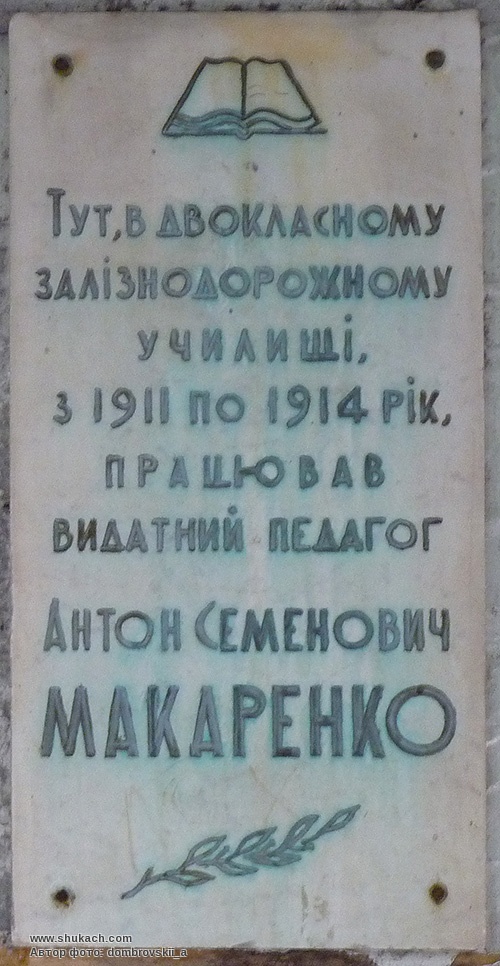 Тут, в двокласному
залізнодорожному
училищі,
з 1911 по 1914 рік,
працював
видатний педагог
Антон Семенович
МАКАРЕНКО
www.shukach.com
Автор фото: dombrovskii_a